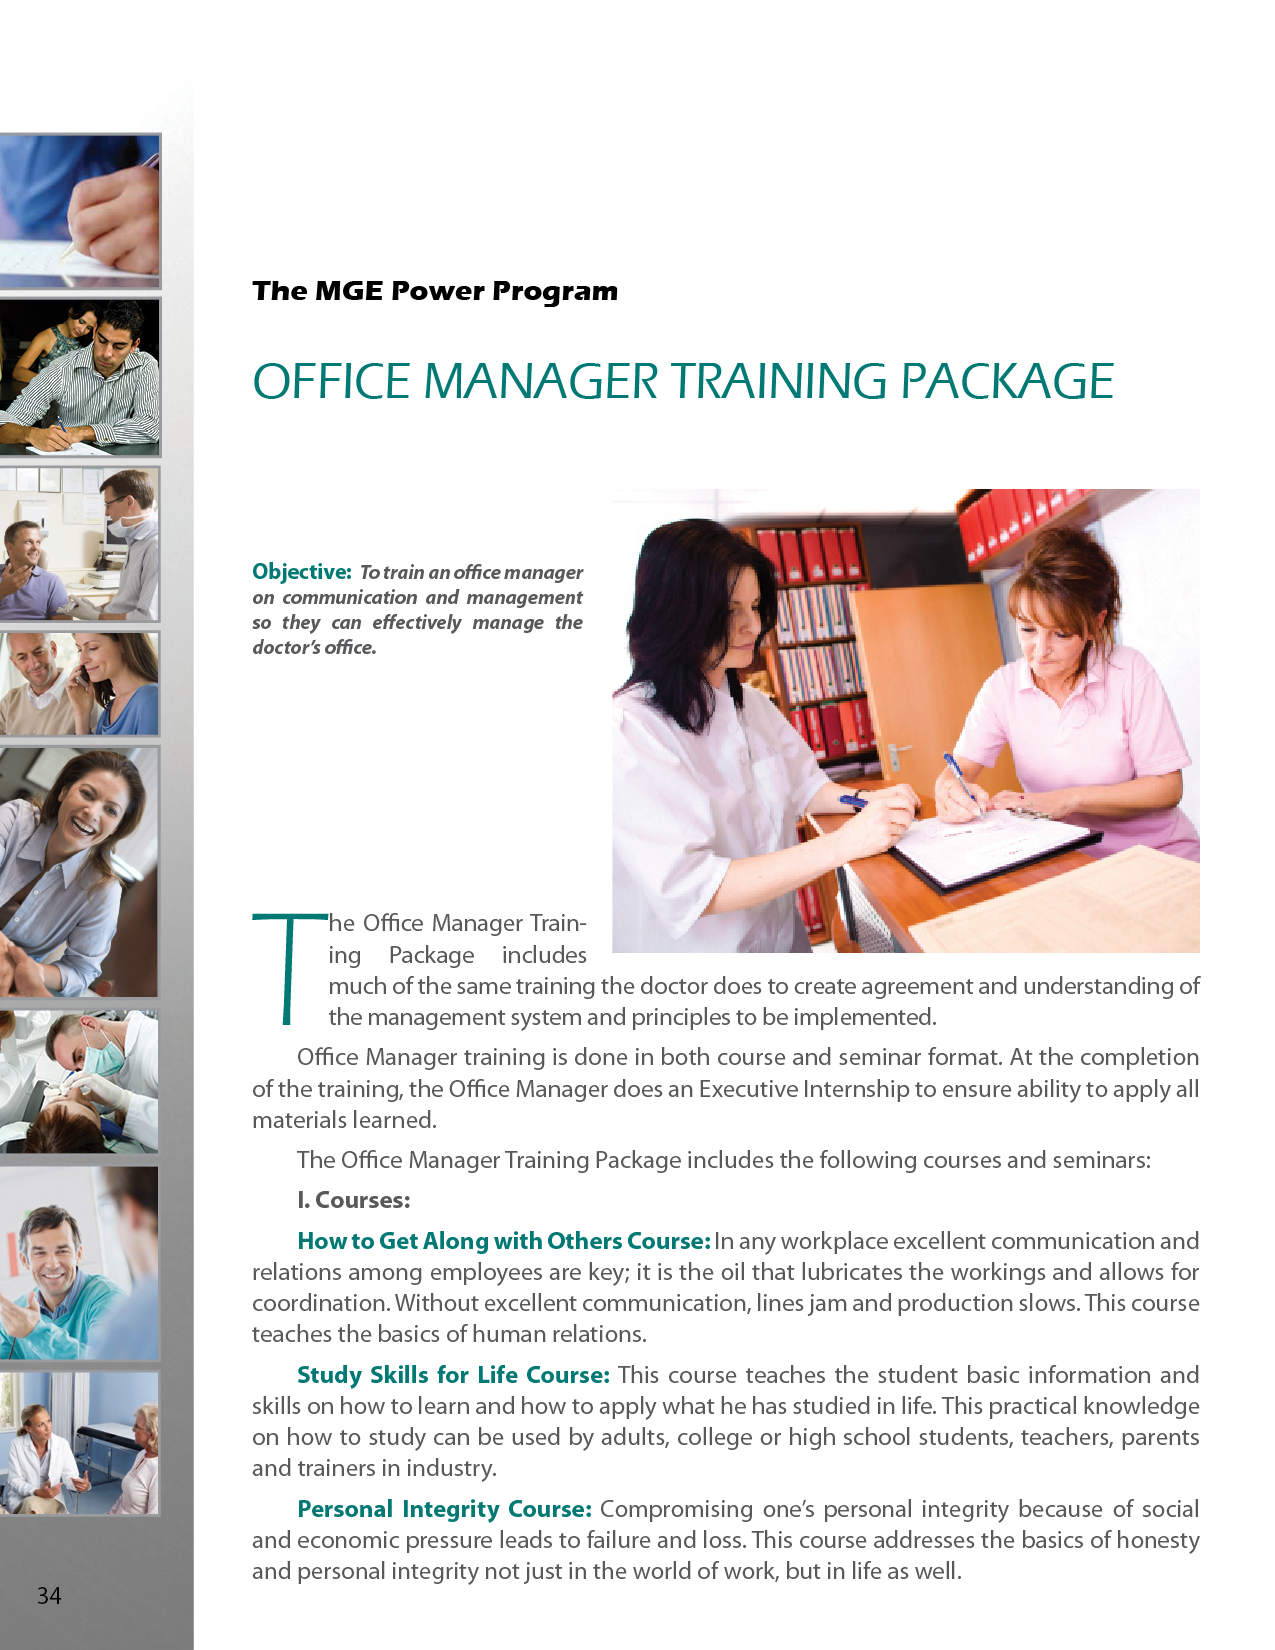 The MGE Power Program
OFFICE MANAGER TRAINING PACKAGE
Objective: To train an office manager
on communication and management
so they can effectively manage the
doctor’s office.
The Office Manager Train-
ing Package includes
much of the same training the doctor does to create agreement and understanding of
the management system and principles to be implemented.
Office Manager training is done in both course and seminar format. At the completion
of the training, the Office Manager does an Executive Internship to ensure ability to apply all
materials learned.
The Office Manager Training Package includes the following courses and seminars:
I. Courses:
How to Get Along with Others Course: In any workplace excellent communication and
relations among employees are key; it is the oil that lubricates the workings and allows for
coordination. Without excellent communication, lines jam and production slows. This course
teaches the basics of human relations.
Study Skills for Life Course: This course teaches the student basic information and
skills on how to learn and how to apply what he has studied in life. This practical knowledge
on how to study can be used by adults, college or high school students, teachers, parents
and trainers in industry.
Personal Integrity Course: Compromising one’s personal integrity because of social
and economic pressure leads to failure and loss. This course addresses the basics of honesty
and personal integrity not just in the world of work, but in life as well.
34